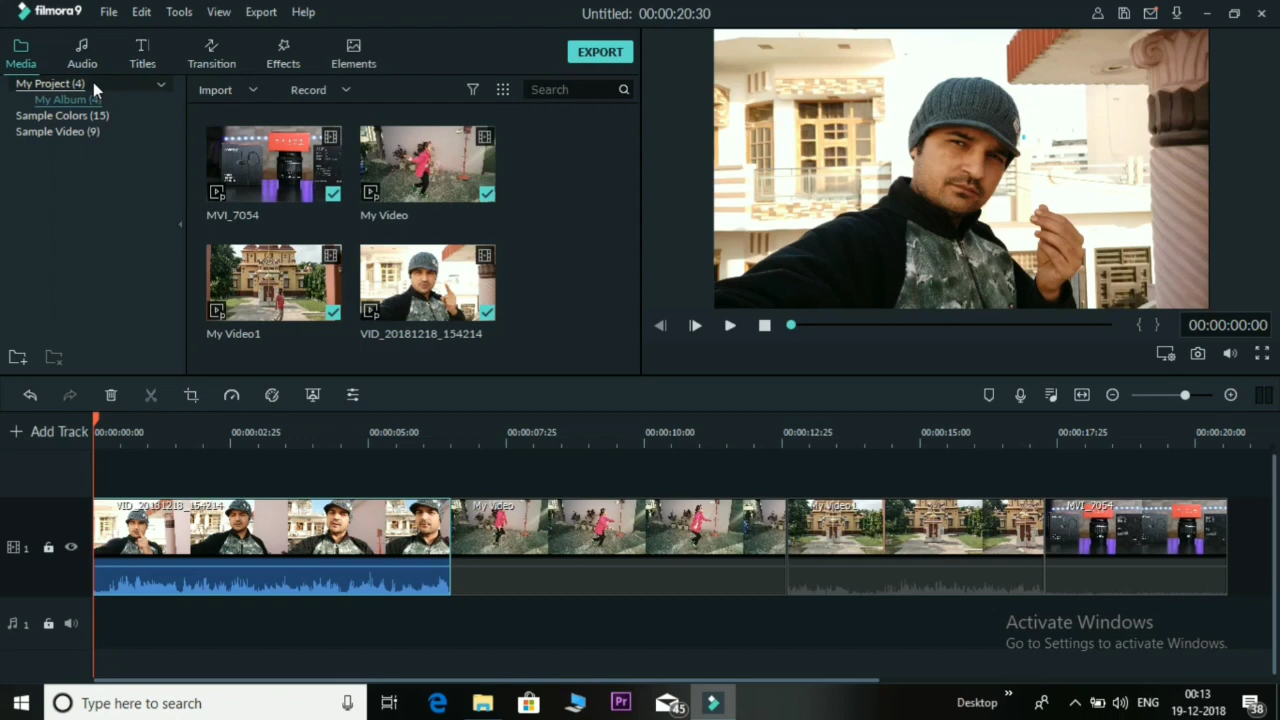 filmora9 File Edit Tools View Export Help Untitled: 00:00:20:30
Media Audio Titles Transition Effects Elements EXPORT
My Project (4)
My Album (4)
Sample Colors (15)
Sample Video (9)
Import Record Search
MVI_7054 My Video
My Video1 VID_20181218_154214
00:00:00:00
Add Track 00:00:00:00 00:00:02:25 00:00:05:00 00:00:07:25 00:00:10:00 00:00:12:25 00:00:15:00 00:00:17:25 00:00:20:00
VID_20181218_154214 My Video My Video1 MVI_7054
1
1
Activate Windows
Go to Settings to activate Windows.
Type here to search Pr 45 Desktop ENG 00:13
19-12-2018 38